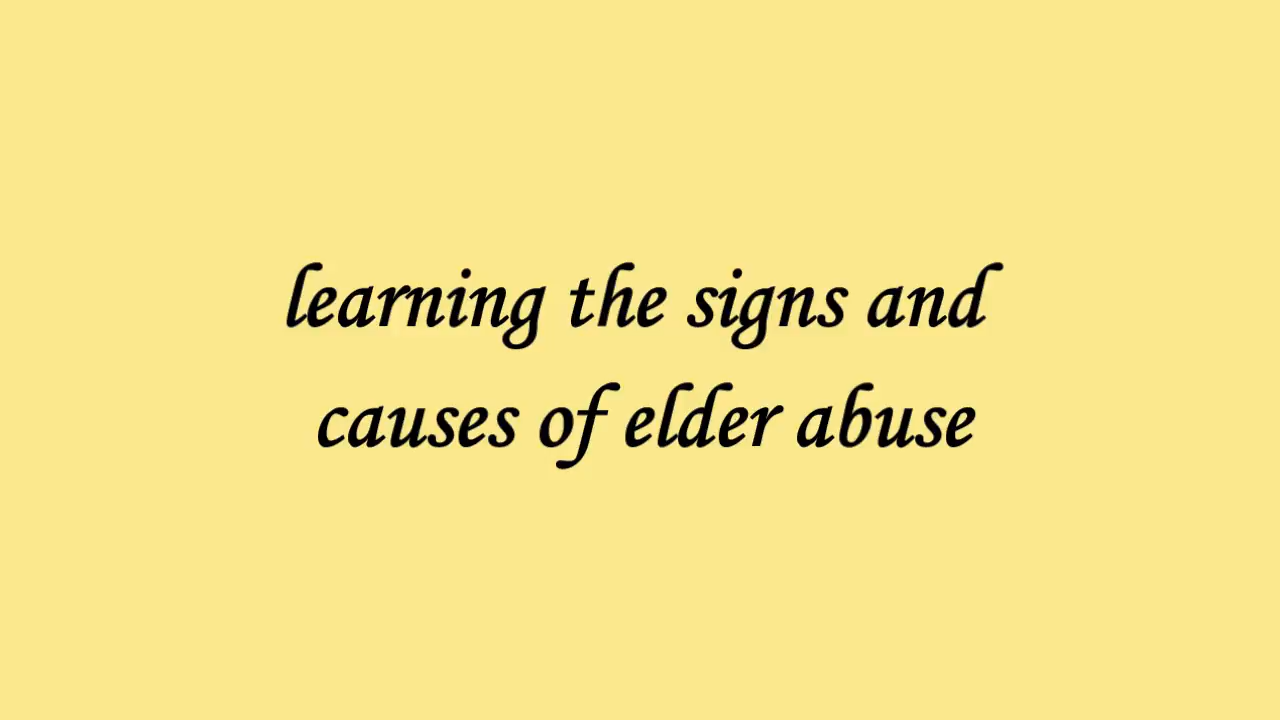 learning the signs and
causes of elder abuse